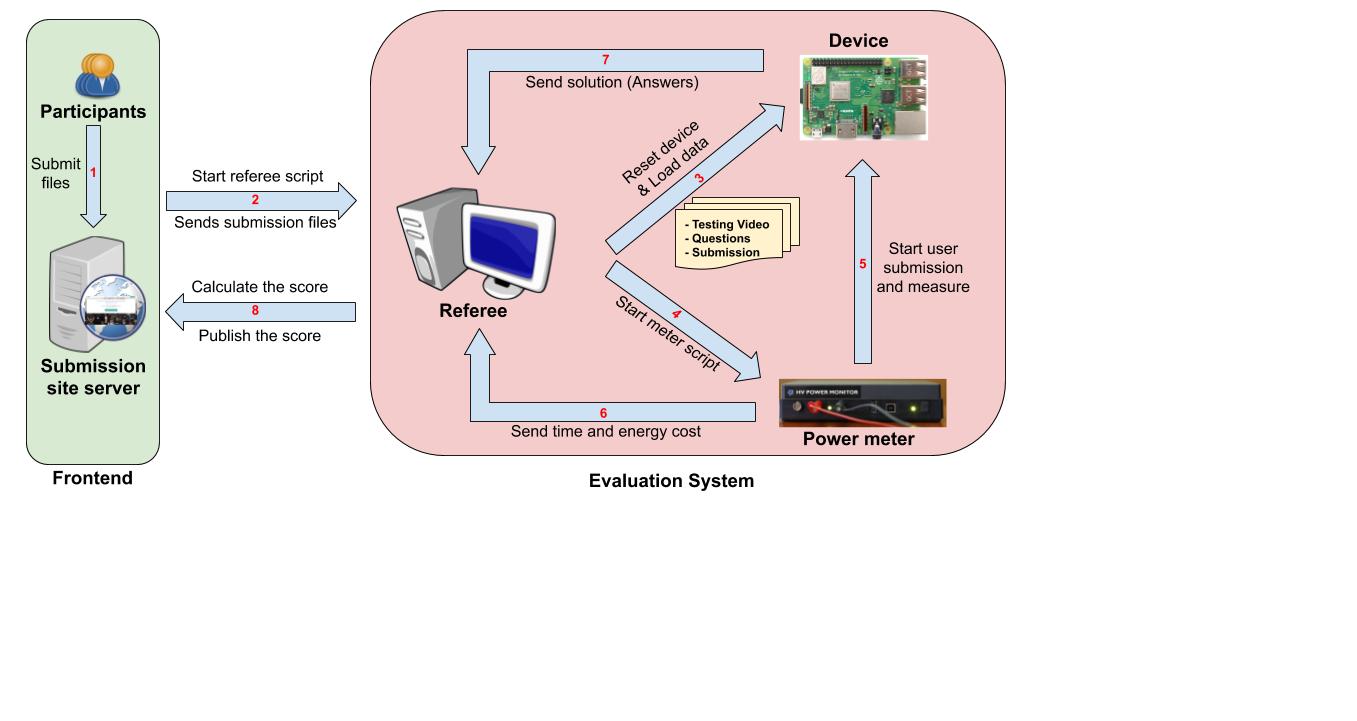 Participants
Submit
files
1
Submission
site server
Frontend
Start referee script
2
Sends submission files
Calculate the score
8
Publish the score
7
Send solution (Answers)
Device
Reset device
& Load data
3
- Testing Video
- Questions
- Submission
Referee
4
Start meter script
5
Start user
submission
and measure
HV POWER MONITOR
Power meter
6
Send time and energy cost
Evaluation System